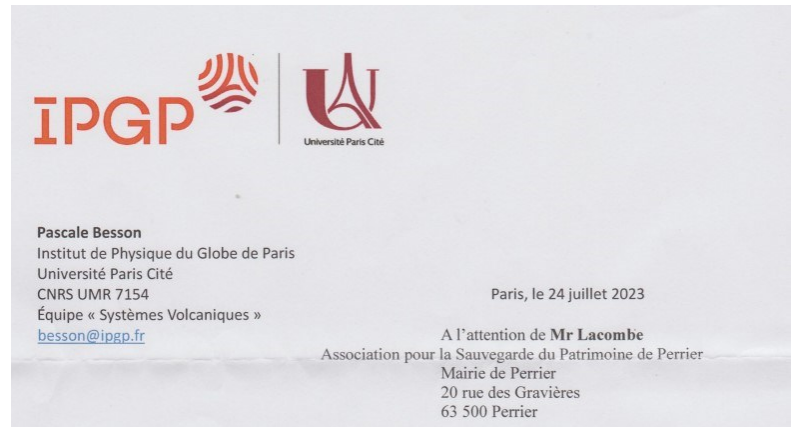 IPGP
Université Paris Cité
Pascale Besson
Institut de Physique du Globe de Paris
Université Paris Cité
CNRS UMR 7154
Équipe « Systèmes Volcaniques »
besson@ipgp.fr
Paris, le 24 juillet 2023
A l'attention de Mr Lacombe
Association pour la Sauvegarde du Patrimoine de Perrier
Mairie de Perrier
20 rue des Gravières
63 500 Perrier